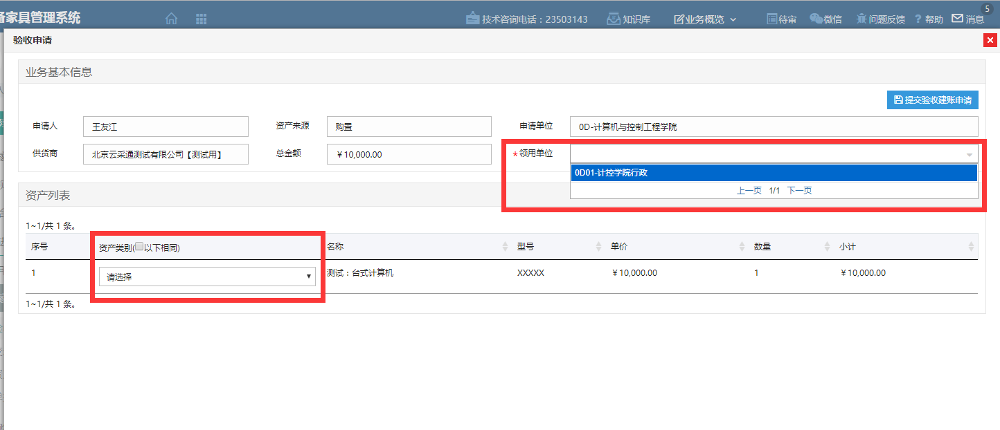 备家具管理系统
技术咨询电话：23503143 知识库 业务概览 待审 微信 问题反馈 ? 帮助 消息 5
验收申请
业务基本信息
提交验收建账申请
申请人 王友江 资产来源 购置 申请单位 0D-计算机与控制工程学院
供货商 北京云采通测试有限公司【测试用】 总金额 ￥10,000.00 *领用单位
0D01-计控学院行政
上一页 1/1 下一页
资产列表
1~1/共 1 条。
序号 资产类别(以下相同) 名称 型号 单价 数量 小计
1 请选择 测试：台式计算机 XXXXX ￥10,000.00 1 ￥10,000.00
1~1/共 1 条。